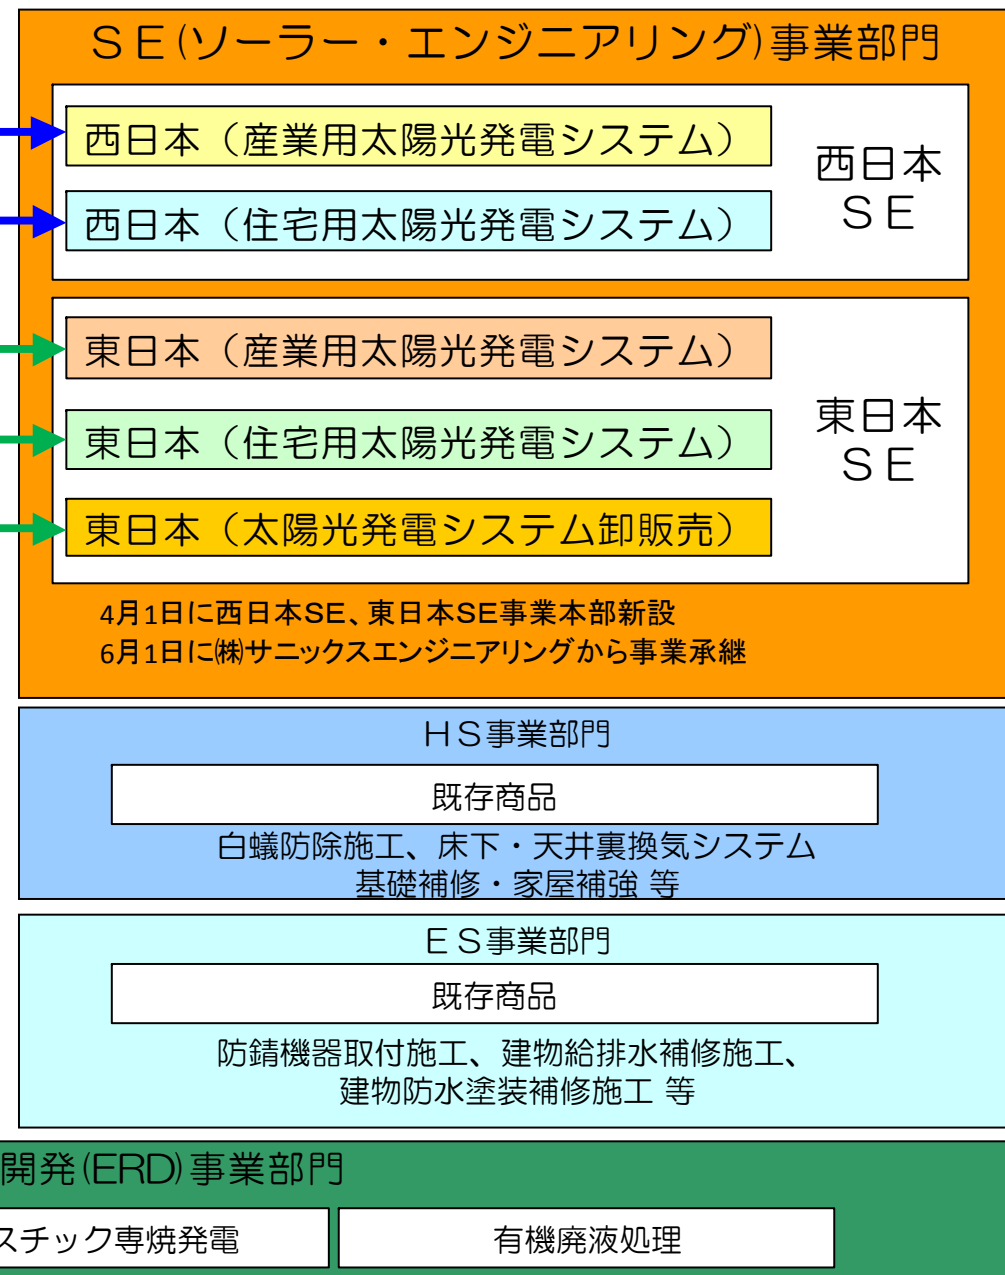 ＳＥ(ソーラー・エンジニアリング)事業部門
西日本（産業用太陽光発電システム）
西日本（住宅用太陽光発電システム）
西日本
ＳＥ
東日本（産業用太陽光発電システム）
東日本（住宅用太陽光発電システム）
東日本（太陽光発電システム卸販売）
東日本
ＳＥ
4月1日に西日本SE、東日本SE事業本部新設
6月1日に㈱サニックスエンジニアリングから事業承継
ＨＳ事業部門
既存商品
白蟻防除施工、床下・天井裏換気システム
基礎補修・家屋補強 等
ＥＳ事業部門
既存商品
防錆機器取付施工、建物給排水補修施工、
建物防水塗装補修施工 等
開発(ERD)事業部門
スチック専焼発電
有機廃液処理